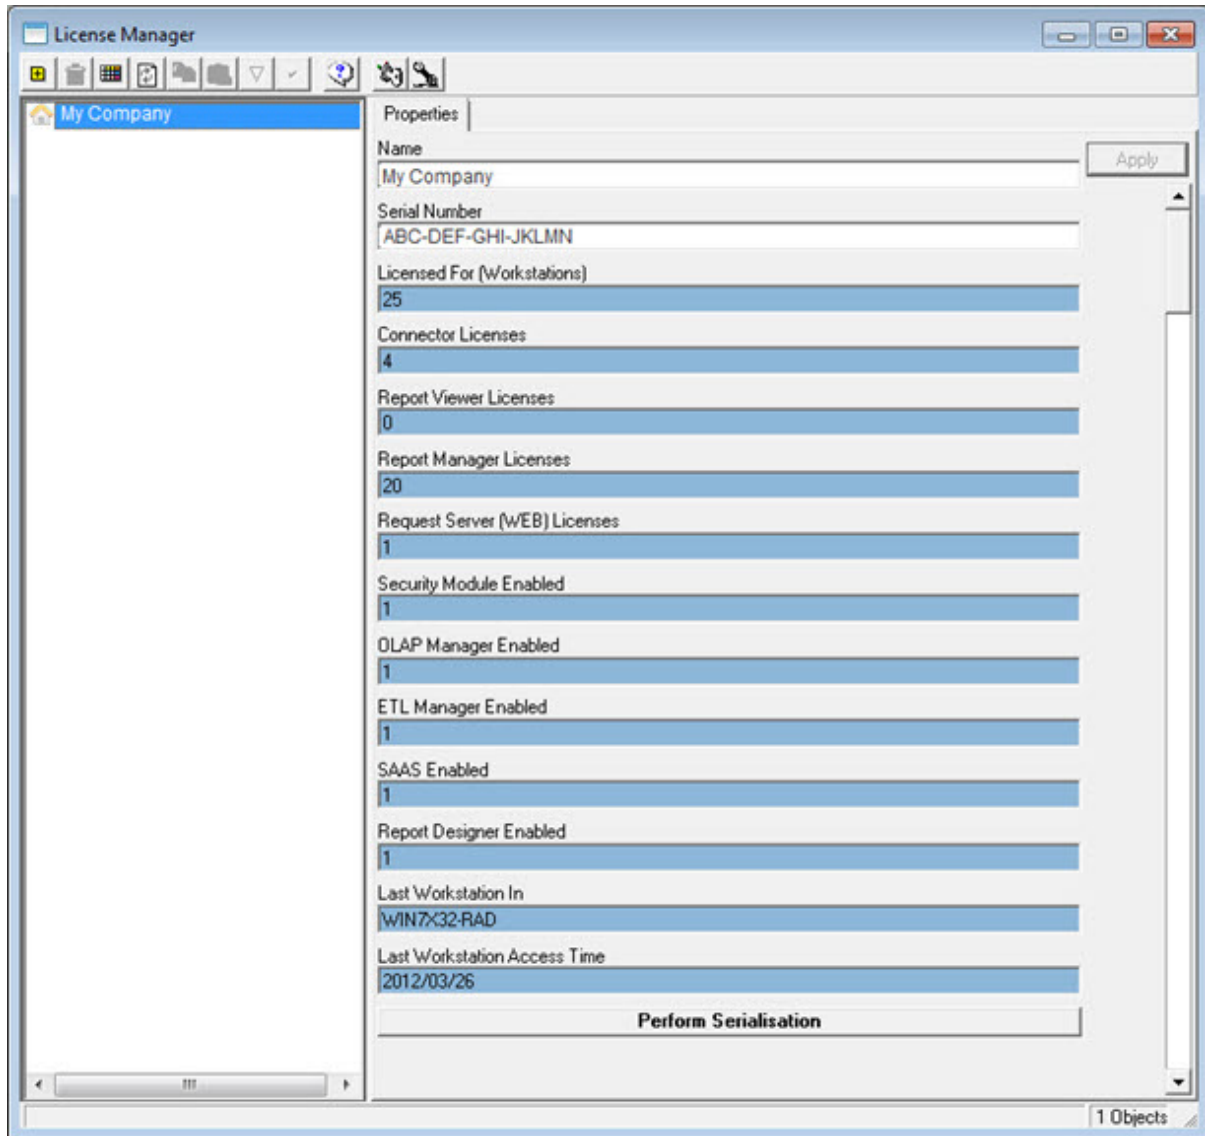 License Manager
My Company
Properties
Name
Apply
My Company
Serial Number
ABC-DEF-GHI-JKLMN
Licensed For (Workstations)
25
Connector Licenses
4
Report Viewer Licenses
0
Report Manager Licenses
20
Request Server (WEB) Licenses
1
Security Module Enabled
1
OLAP Manager Enabled
1
ETL Manager Enabled
1
SAAS Enabled
1
Report Designer Enabled
1
Last Workstation In
WIN7X32-RAD
Last Workstation Access Time
2012/03/26
Perform Serialisation
1 Objects